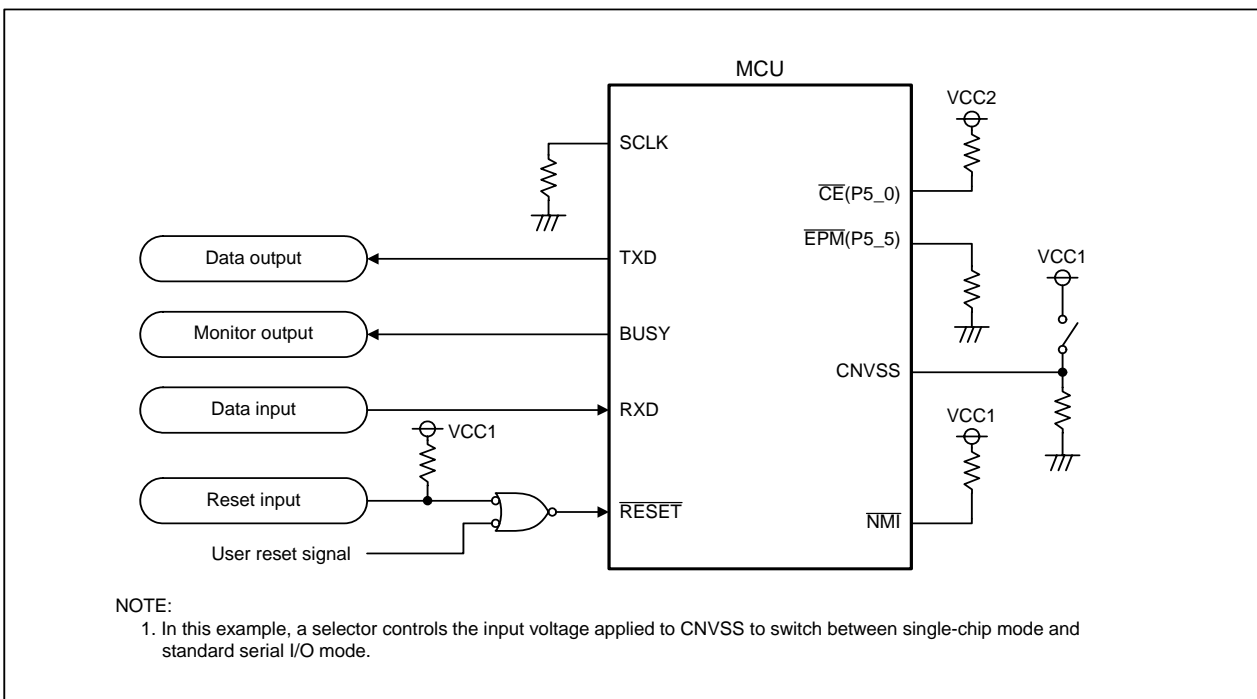 MCU
VCC2
SCLK
CE(P5_0)
EPM(P5_5)
Data output
TXD
VCC1
Monitor output
BUSY
CNVSS
Data input
RXD
VCC1
VCC1
Reset input
RESET
NMI
User reset signal
NOTE:
1. In this example, a selector controls the input voltage applied to CNVSS to switch between single-chip mode and
standard serial I/O mode.